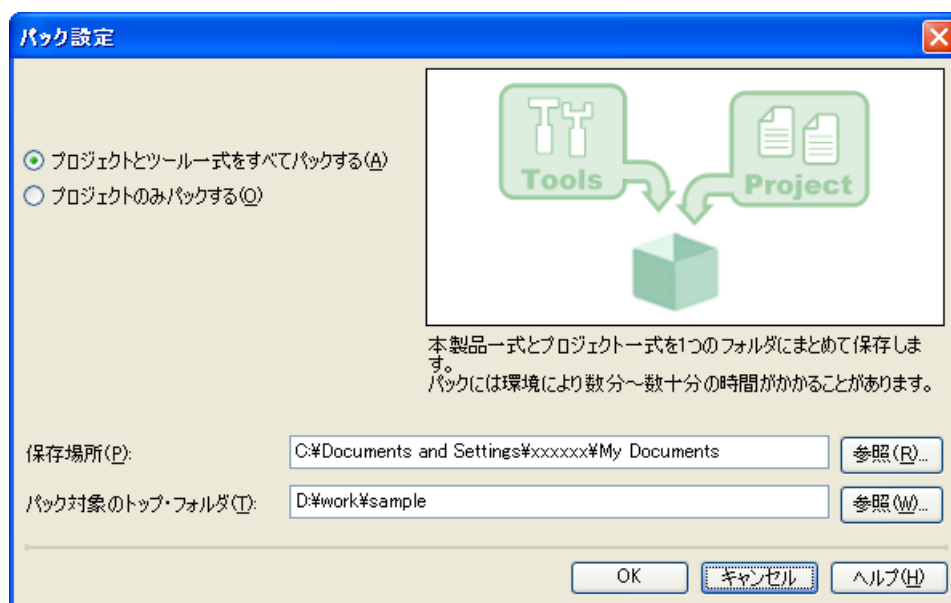 パック設定
プロジェクトとツール一式をすべてパックする(A)
プロジェクトのみパックする(O)
Tools
Project
本製品一式とプロジェクト一式を1つのフォルダにまとめて保存しま
す。
パックには環境により数分～数十分の時間がかかることがあります。
保存場所(P):
C:¥Documents and Settings¥xxxxxx¥My Documents
参照(R)...
パック対象のトップ・フォルダ(T):
D:¥work¥sample
参照(W)...
OK
キャンセル
ヘルプ(H)